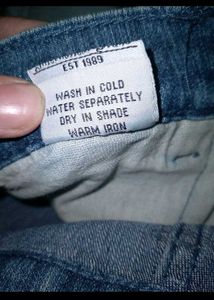 EST 1989
WASH IN COLD
WATER SEPARATELY
DRY IN SHADE
WARM IRON